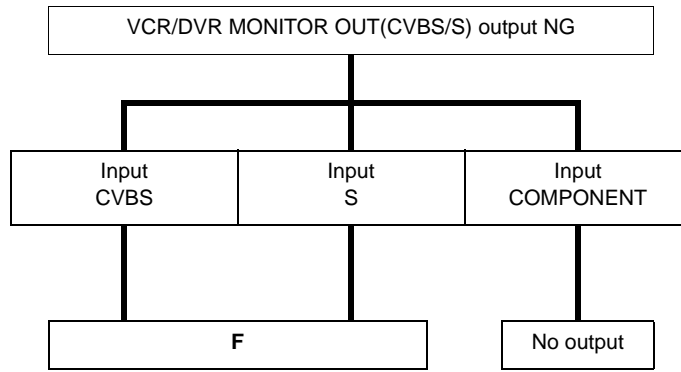 VCR/DVR MONITOR OUT(CVBS/S) output NG
Input
CVBS
Input
S
Input
COMPONENT
F
No output